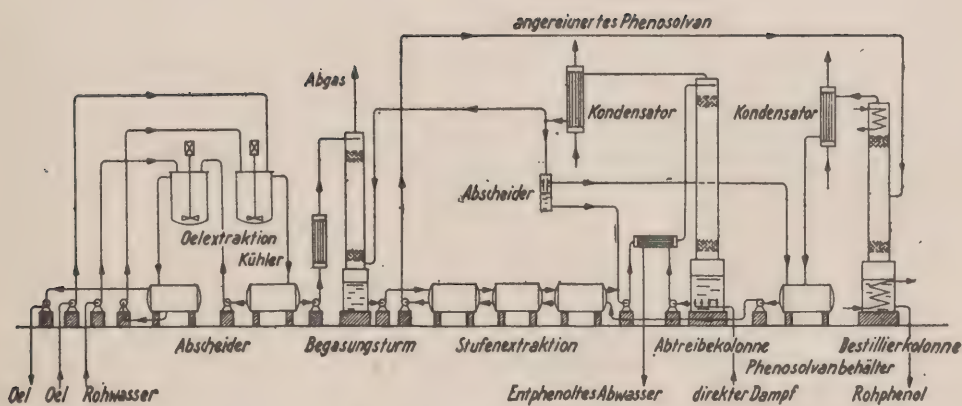 angereinertes Phenosolvan
Abgas
Kondensator
Kondensator
Abscheider
Oelextraktion
Kühler
Abscheider
Begasungsturm
Stufenextraktion
Abtreibekolonne
Destillierkolonne
Phenosolvanbehälter
Oel
Oel
Rohwasser
Entphenoltes Abwasser
direkter Dampf
Rohphenol